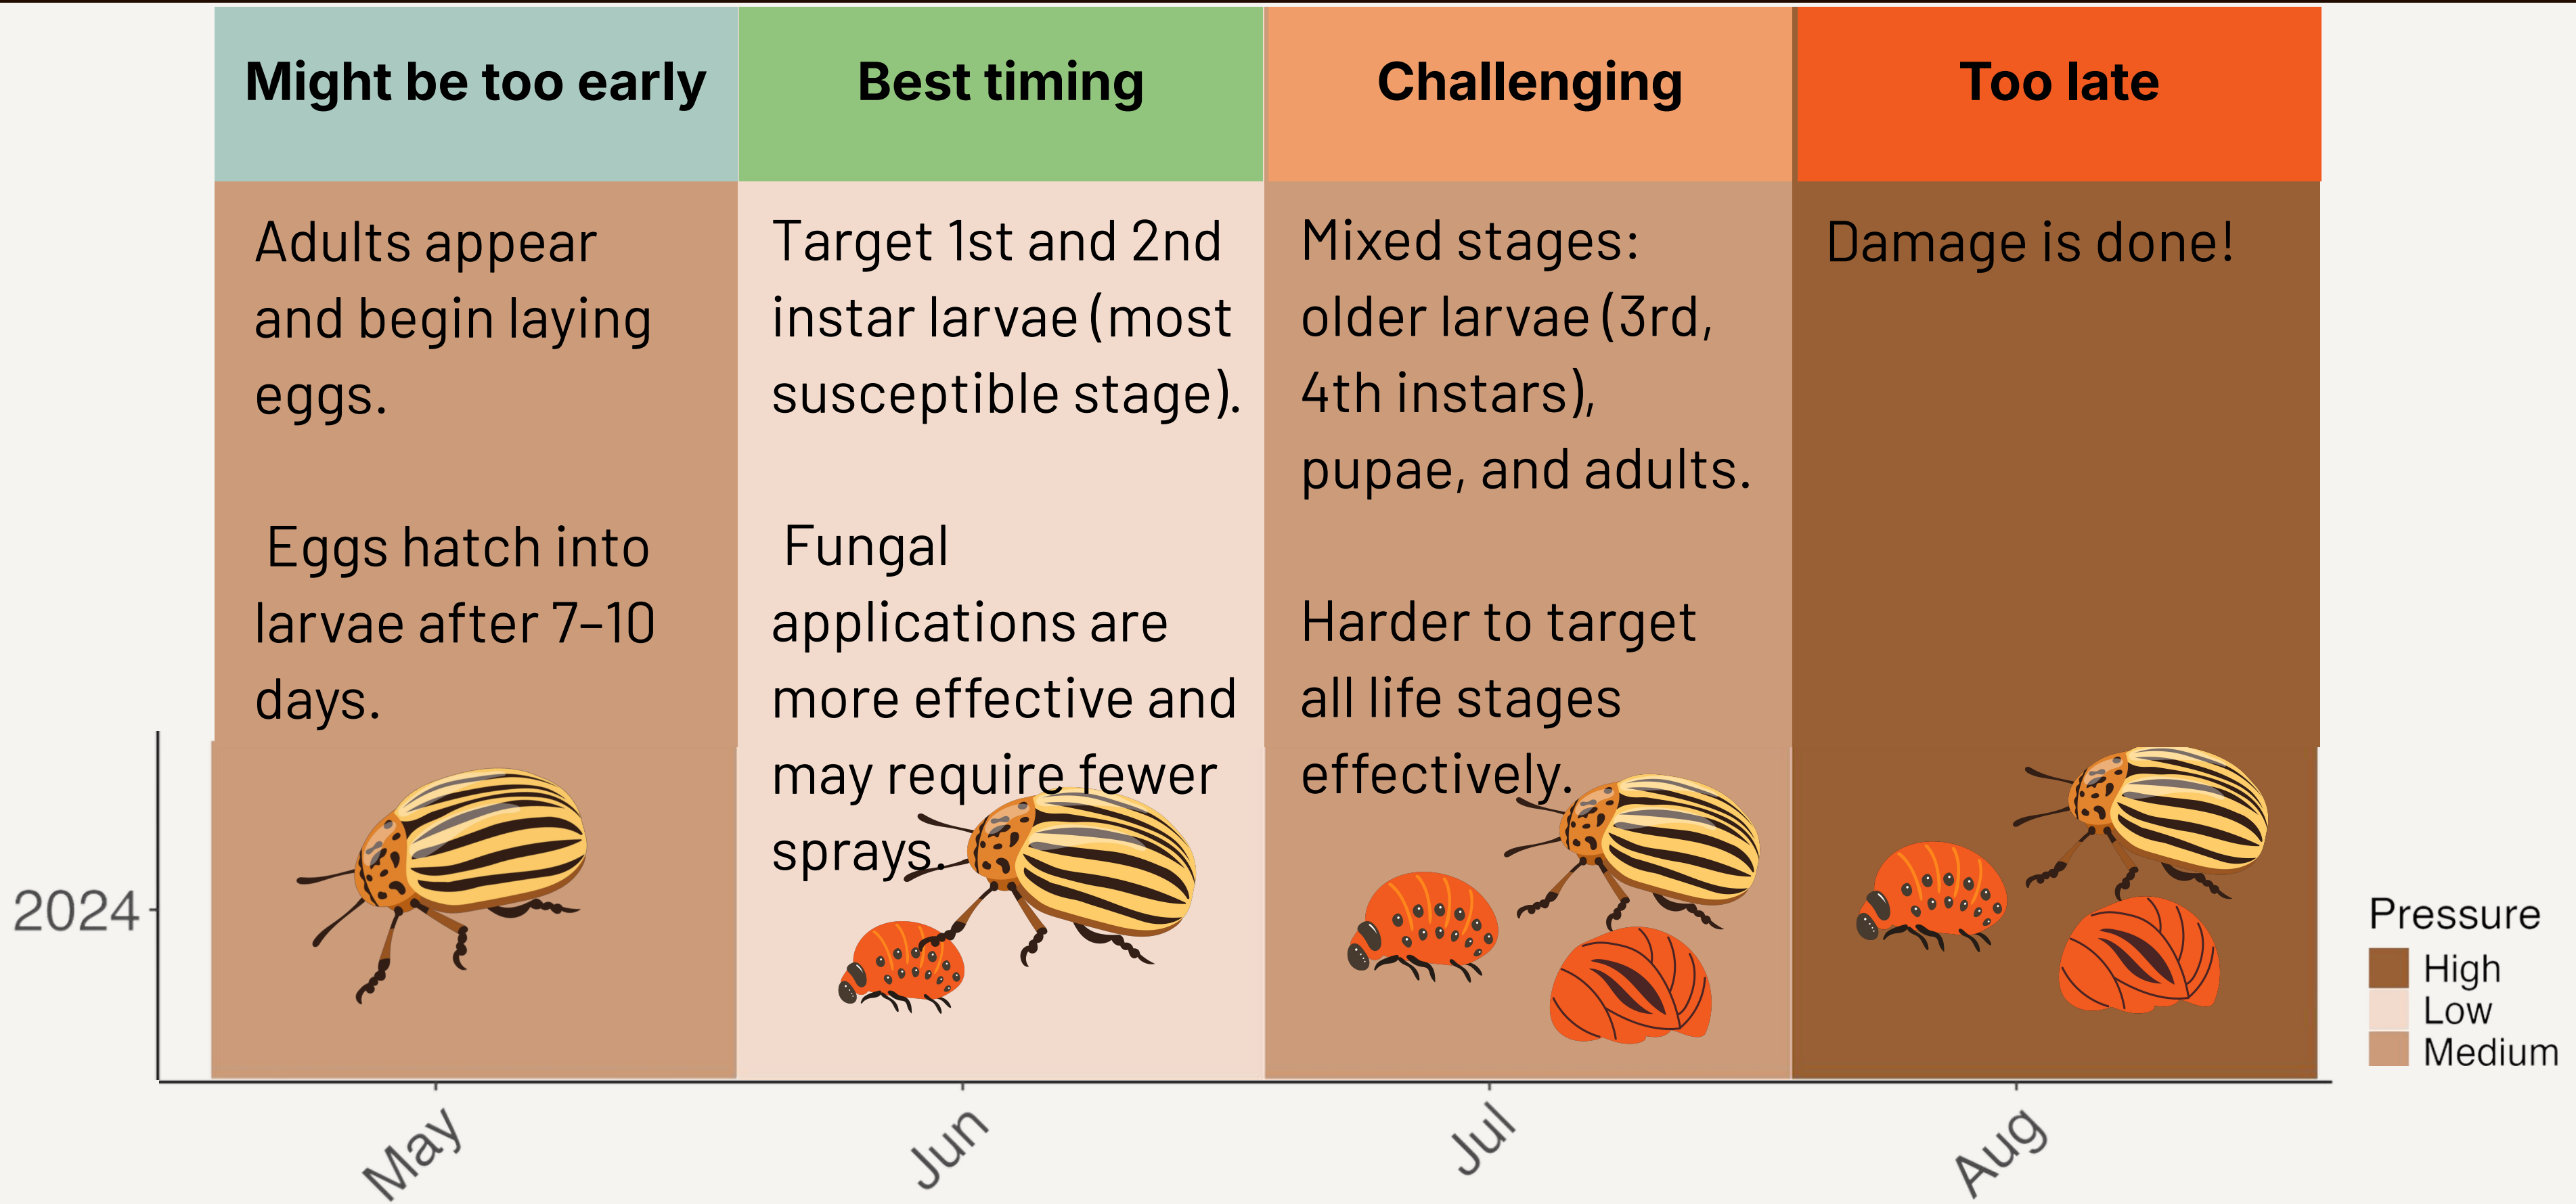 Might be too early
Best timing
Challenging
Too late
Adults appear
and begin laying
eggs.
Eggs hatch into
larvae after 7–10
days.
Target 1st and 2nd
instar larvae (most
susceptible stage).
Fungal
applications are
more effective and
may require fewer
sprays.
Mixed stages:
older larvae (3rd,
4th instars),
pupae, and adults.
Harder to target
all life stages
effectively.
Damage is done!
2024
May
Jun
Jul
Aug
Pressure
High
Low
Medium